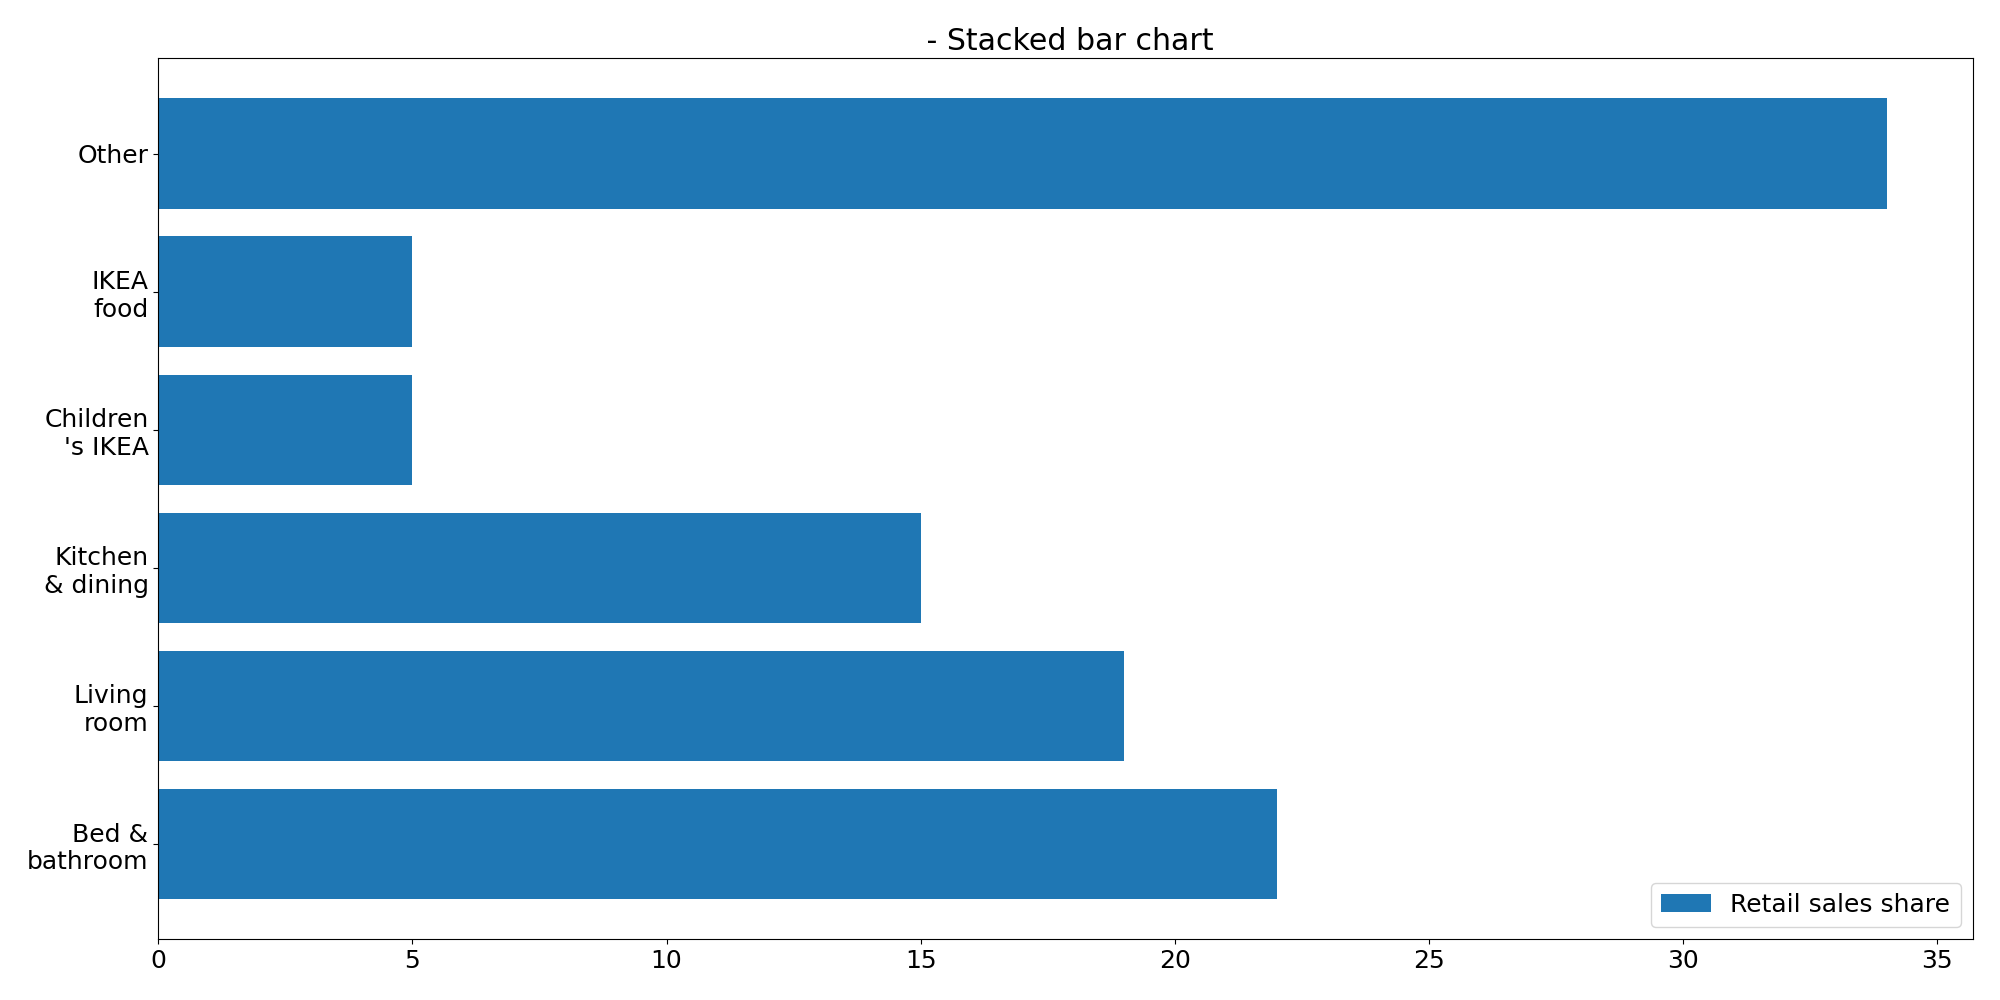 - Stacked bar chart
Other
IKEA
food
Children
's IKEA
Kitchen
& dining
Living
room
Bed &
bathroom
Retail sales share
0 5 10 15 20 25 30 35